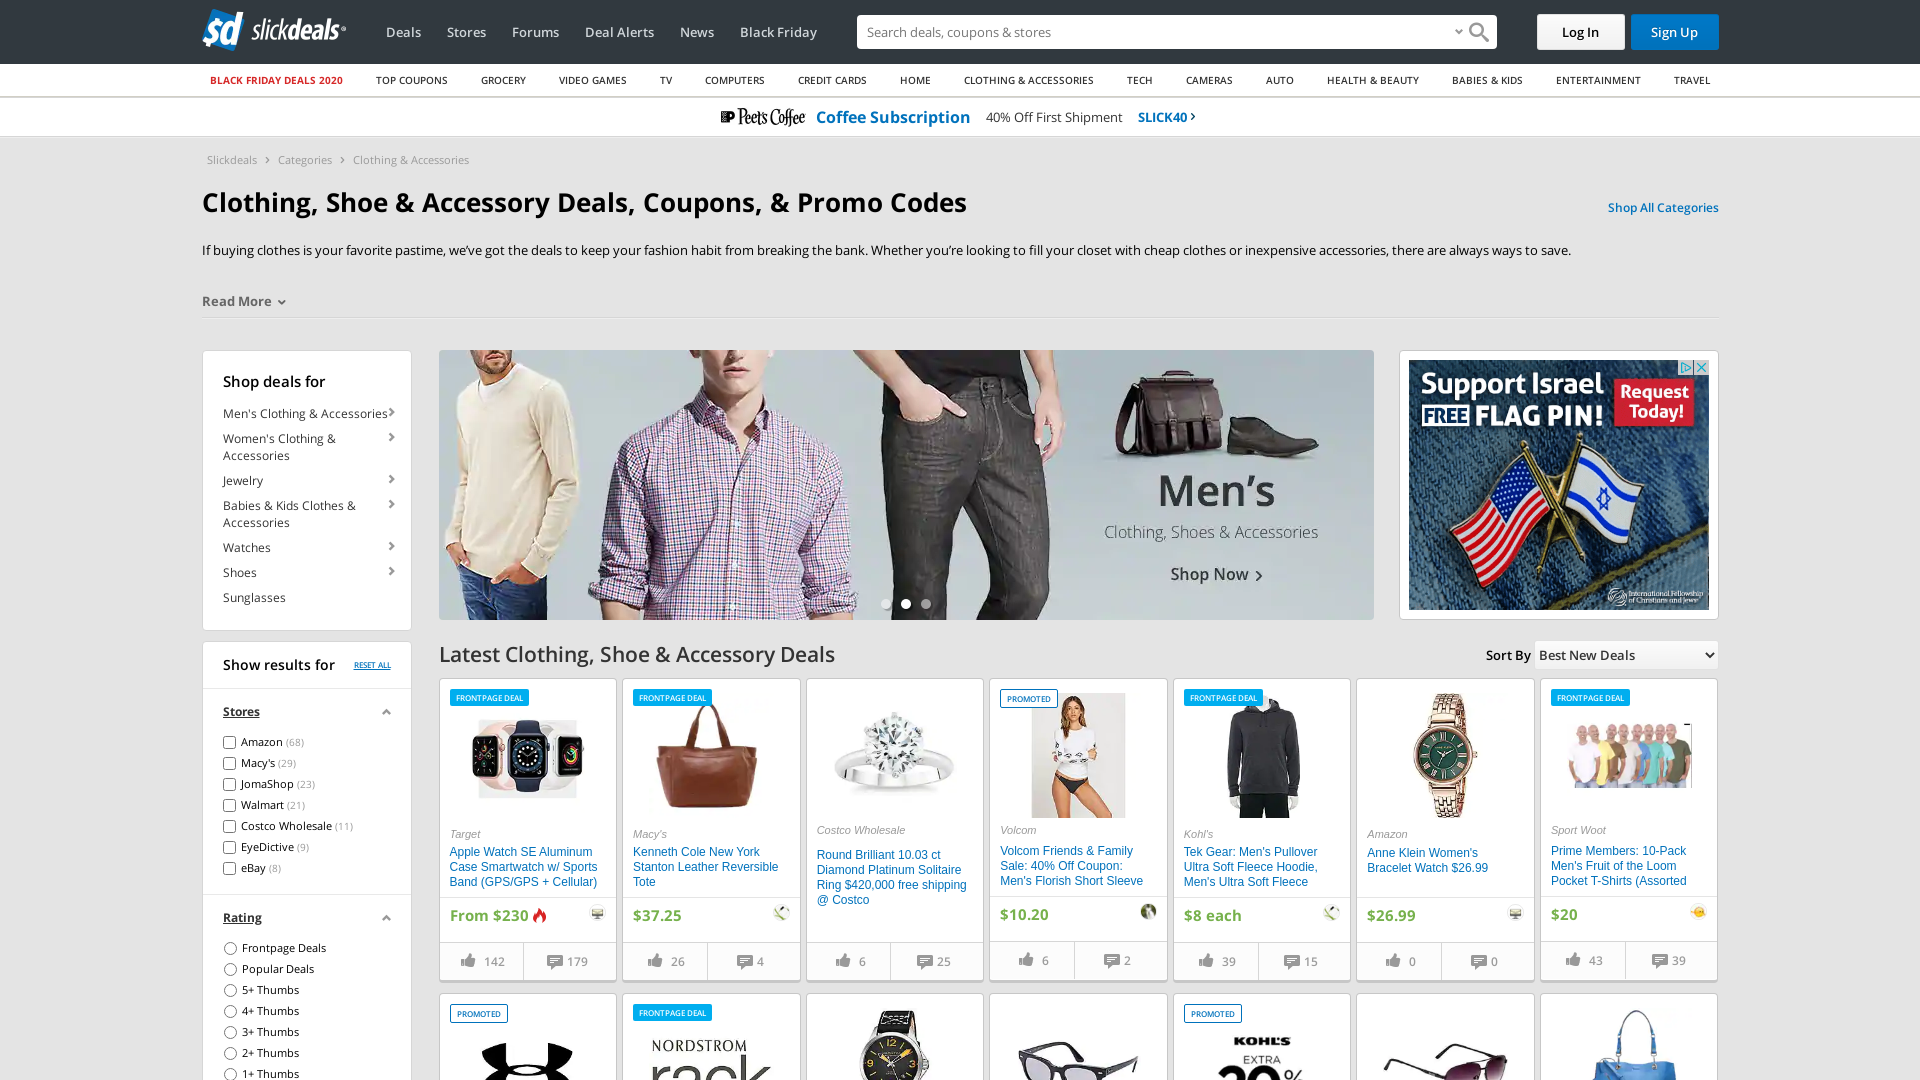 slickdeals
Deals
Stores
Forums
Deal Alerts
News
Black Friday
Search deals, coupons & stores
Log In
Sign Up
BLACK FRIDAY DEALS 2020
TOP COUPONS
GROCERY
VIDEO GAMES
TV
COMPUTERS
CREDIT CARDS
HOME
CLOTHING & ACCESSORIES
TECH
CAMERAS
AUTO
HEALTH & BEAUTY
BABIES & KIDS
ENTERTAINMENT
TRAVEL
Peet's Coffee Coffee Subscription 40% Off First Shipment SLICK40
Slickdeals > Categories > Clothing & Accessories
Clothing, Shoe & Accessory Deals, Coupons, & Promo Codes
Shop All Categories
If buying clothes is your favorite pastime, we’ve got the deals to keep your fashion habit from breaking the bank. Whether you’re looking to fill your closet with cheap clothes or inexpensive accessories, there are always ways to save.
Read More
Shop deals for
Men's Clothing & Accessories
Women's Clothing &
Accessories
Jewelry
Babies & Kids Clothes &
Accessories
Watches
Shoes
Sunglasses
Men’s
Clothing, Shoes & Accessories
Shop Now
Support Israel
FREE FLAG PIN!
Request
Today!
International Fellowship
of Christians and Jews
Show results for
RESET ALL
Stores
Amazon (68)
Macy's (29)
JomaShop (23)
Walmart (21)
Costco Wholesale (11)
EyeDictive (9)
eBay (8)
Rating
Frontpage Deals
Popular Deals
5+ Thumbs
4+ Thumbs
3+ Thumbs
2+ Thumbs
1+ Thumbs
Latest Clothing, Shoe & Accessory Deals
Sort By Best New Deals
FRONTPAGE DEAL
Target
Apple Watch SE Aluminum
Case Smartwatch w/ Sports
Band (GPS/GPS + Cellular)
From $230
142
179
FRONTPAGE DEAL
Macy's
Kenneth Cole New York
Stanton Leather Reversible
Tote
$37.25
26
4
Costco Wholesale
Round Brilliant 10.03 ct
Diamond Platinum Solitaire
Ring $420,000 free shipping
@ Costco
6
25
PROMOTED
Volcom
Volcom Friends & Family
Sale: 40% Off Coupon:
Men's Florish Short Sleeve
$10.20
6
2
FRONTPAGE DEAL
Kohl's
Tek Gear: Men's Pullover
Ultra Soft Fleece Hoodie,
Men's Ultra Soft Fleece
$8 each
39
15
Amazon
Anne Klein Women's
Bracelet Watch $26.99
$26.99
0
0
FRONTPAGE DEAL
Sport Woot
Prime Members: 10-Pack
Men's Fruit of the Loom
Pocket T-Shirts (Assorted
$20
43
39
PROMOTED
FRONTPAGE DEAL
NORDSTROM
rack
PROMOTED
KOHL'S
EXTRA